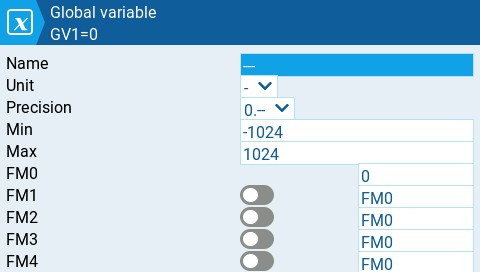 Global variable
GV1=0
Name ---
Unit -
Precision 0.--
Min -1024
Max 1024
FM0 0
FM1 FM0
FM2 FM0
FM3 FM0
FM4 FM0